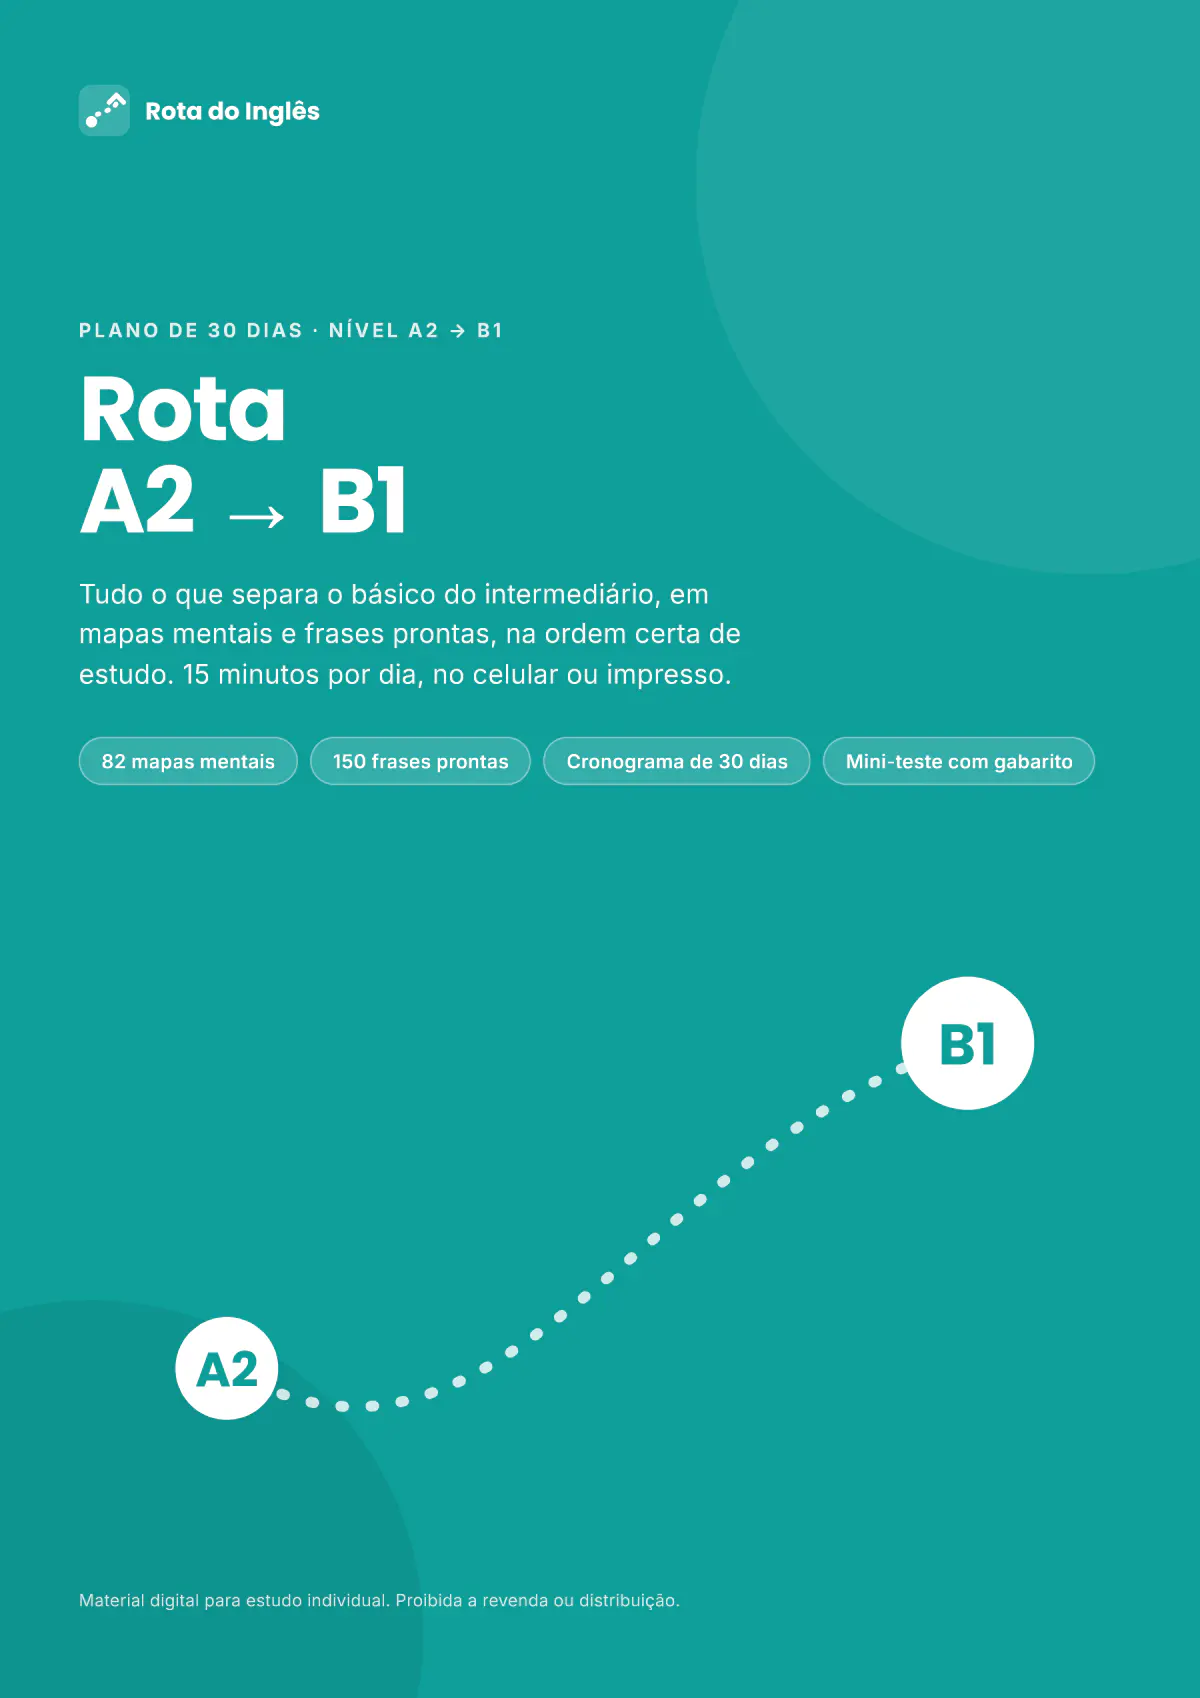 Rota do Inglês
PLANO DE 30 DIAS · NÍVEL A2 → B1
Rota
A2 → B1
Tudo o que separa o básico do intermediário, em
mapas mentais e frases prontas, na ordem certa de
estudo. 15 minutos por dia, no celular ou impresso.
82 mapas mentais
150 frases prontas
Cronograma de 30 dias
Mini-teste com gabarito
B1
A2
Material digital para estudo individual. Proibida a revenda ou distribuição.